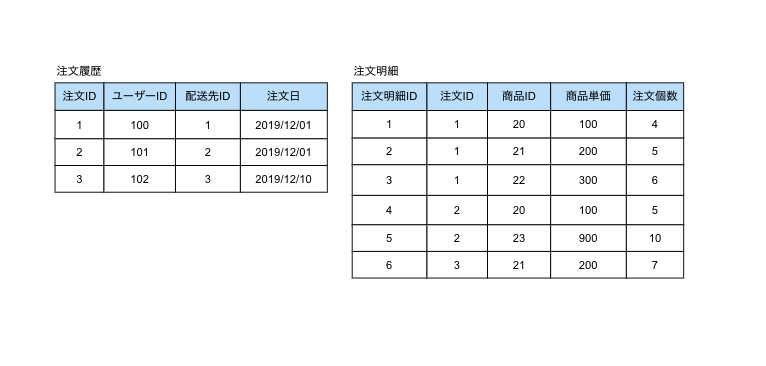 注文履歴
注文ID ユーザーID 配送先ID 注文日
1 100 1 2019/12/01
2 101 2 2019/12/01
3 102 3 2019/12/10
注文明細
注文明細ID 注文ID 商品ID 商品単価 注文個数
1 1 20 100 4
2 1 21 200 5
3 1 22 300 6
4 2 20 100 5
5 2 23 900 10
6 3 21 200 7